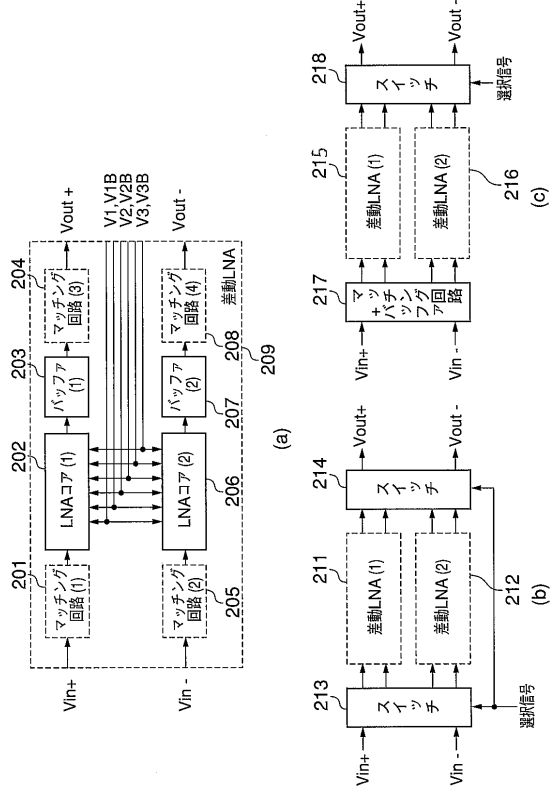 201
202
203
204
Vin+
マッチング
回路(1)
LNAコア(1)
バッファ
(1)
マッチング
回路(3)
Vout +
V1,V1B
V2,V2B
V3,V3B
Vin -
マッチング
回路(2)
LNAコア(2)
バッファ
(2)
マッチング
回路(4)
Vout -
差動LNA
205
206
207
208
209
(a)
213
211
214
Vin+
Vin -
スイッチ
差動LNA(1)
差動LNA(2)
スイッチ
Vout+
Vout -
212
選択信号
(b)
217
215
218
Vin+
Vin -
マッチング回路
+バッファ
差動LNA(1)
差動LNA(2)
スイッチ
Vout+
Vout -
216
選択信号
(c)